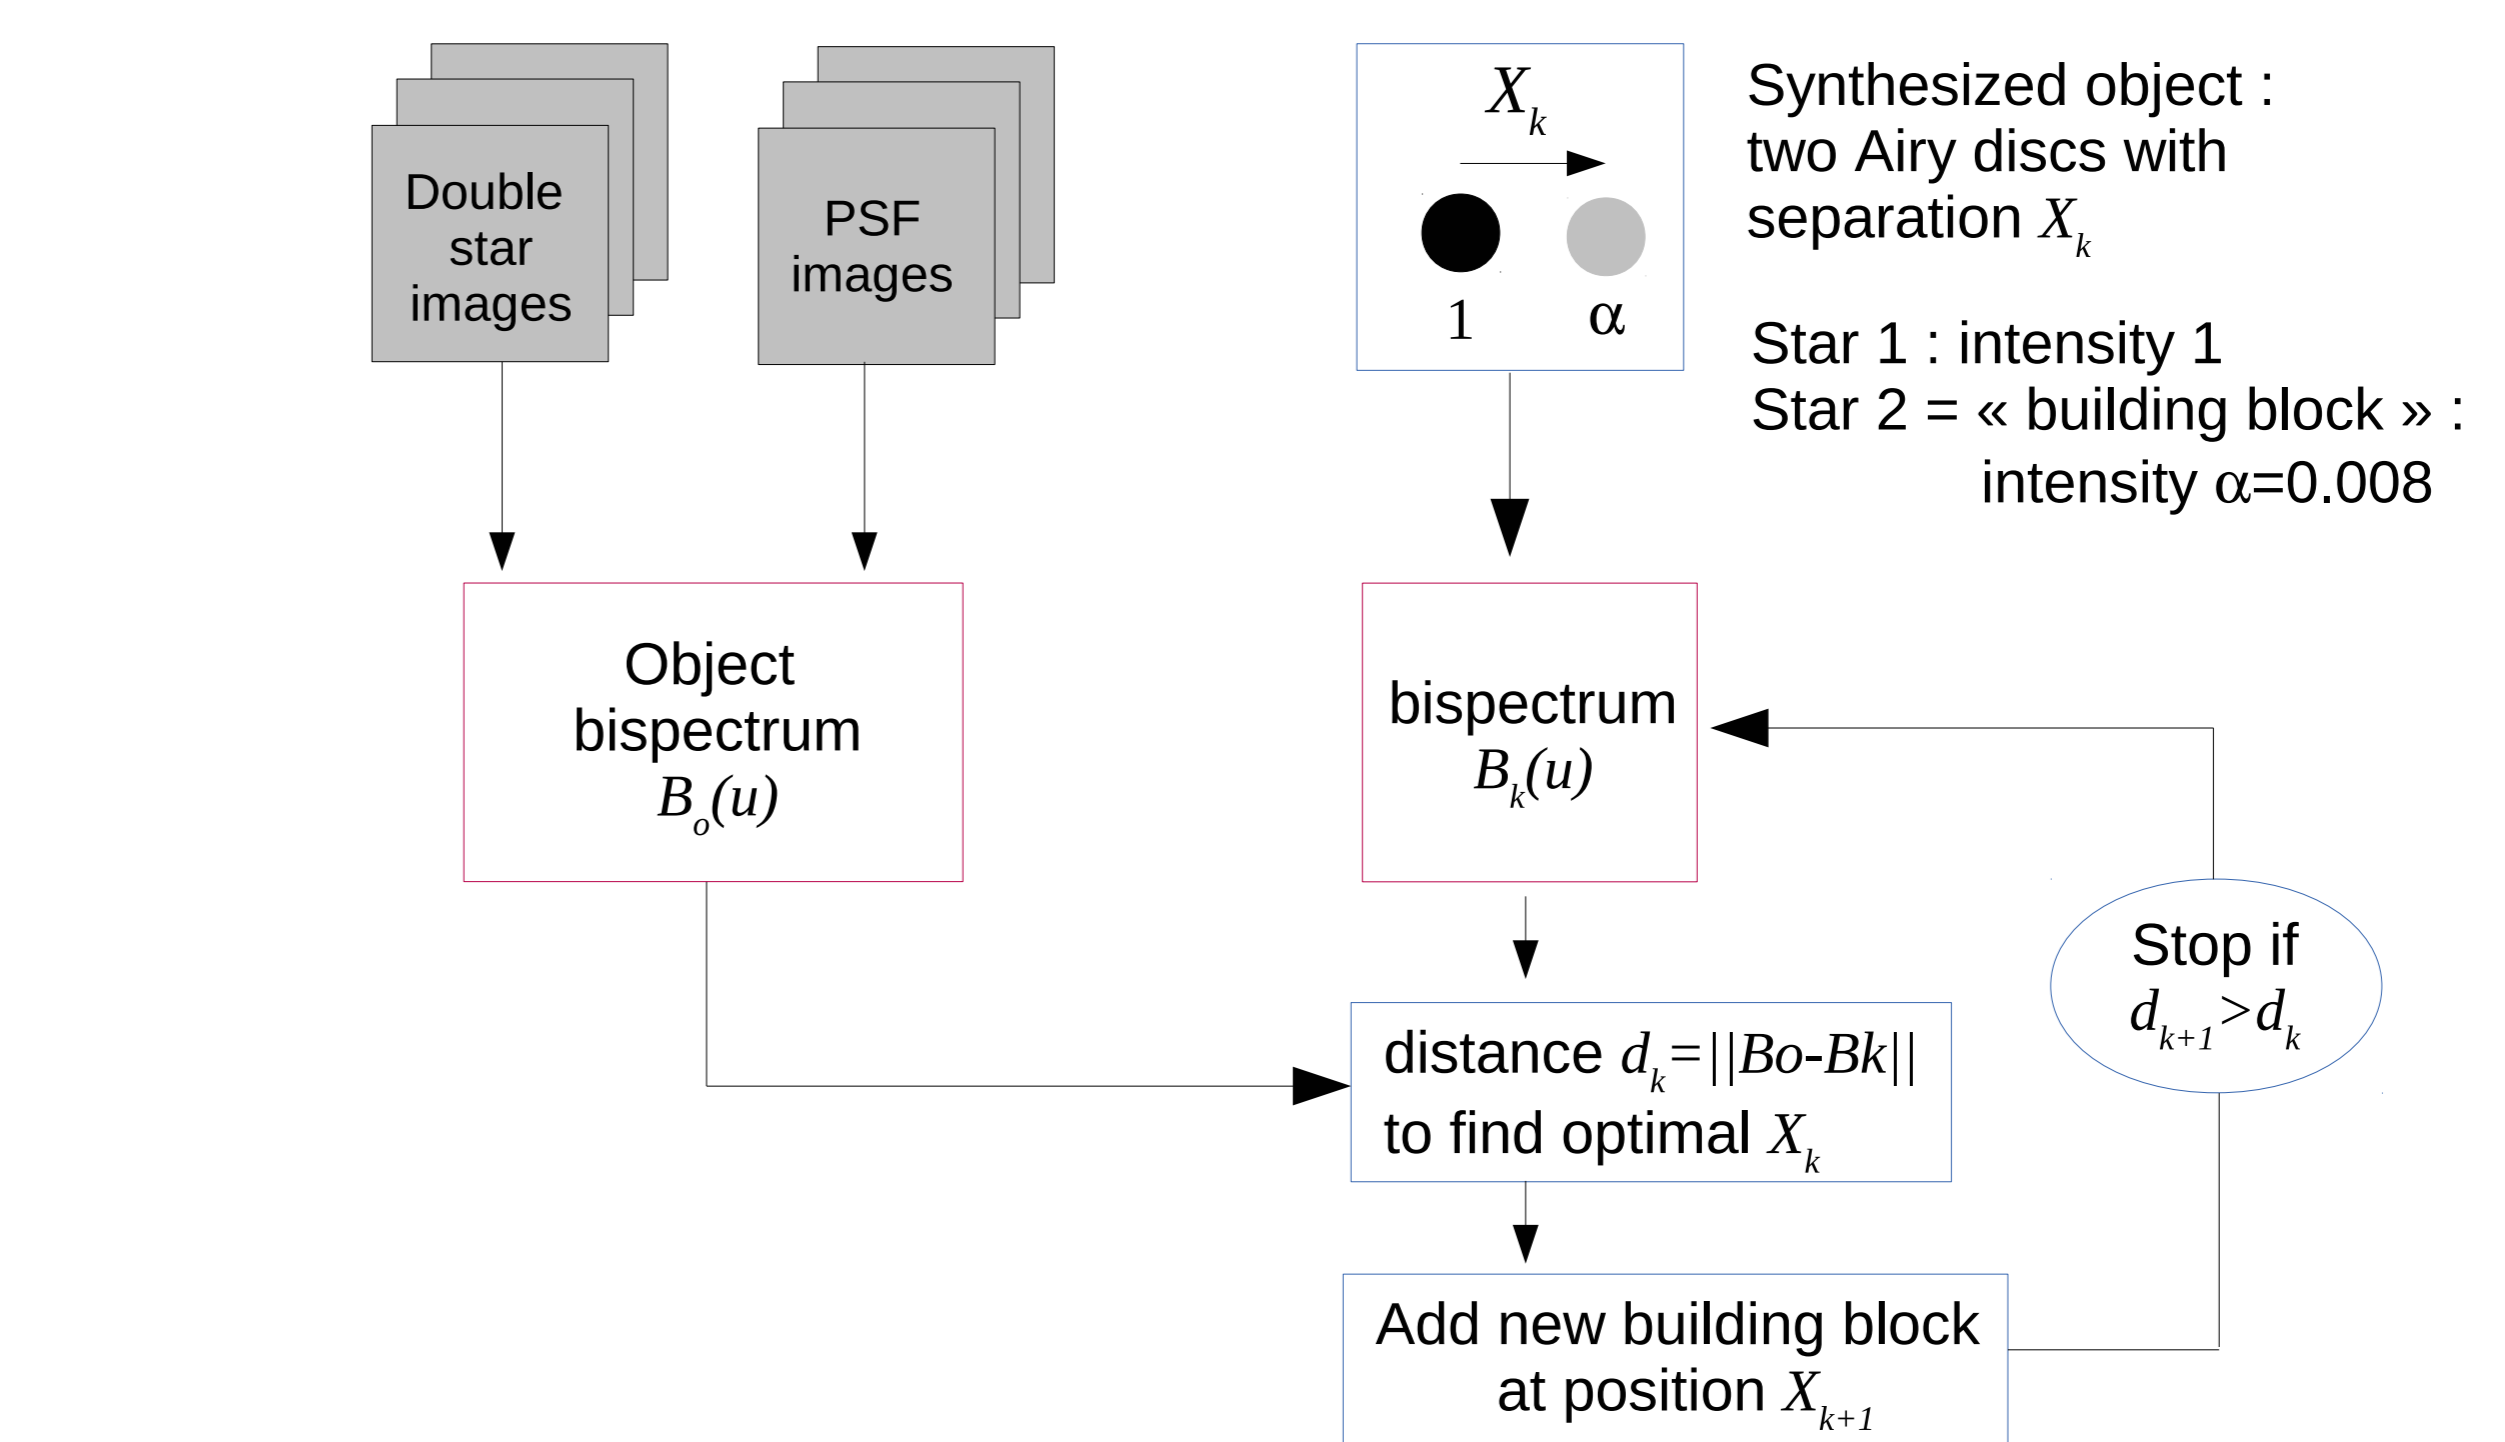 Double
star
images
PSF
images
X_k
1 α
Synthesized object :
two Airy discs with
separation X_k
Star 1 : intensity 1
Star 2 = « building block » :
intensity α=0.008
Object
bispectrum
B_o(u)
bispectrum
B_k(u)
distance d_k=||Bo-Bk||
to find optimal X_k
Stop if
d_{k+1}>d_k
Add new building block
at position X_{k+1}